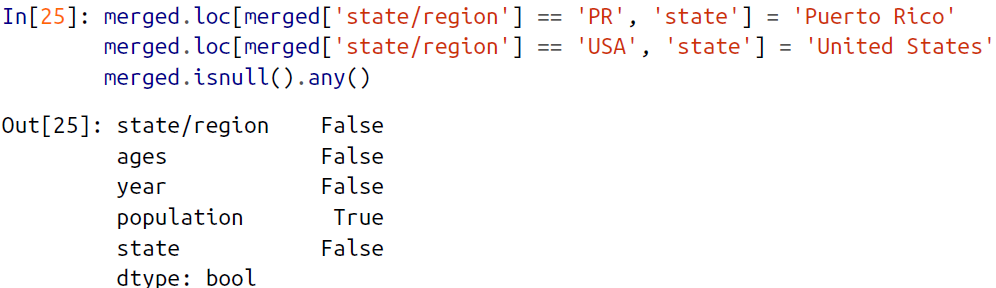 In[25]: merged.loc[merged['state/region'] == 'PR', 'state'] = 'Puerto Rico'
merged.loc[merged['state/region'] == 'USA', 'state'] = 'United States'
merged.isnull().any()
Out[25]: state/region False
ages False
year False
population True
state False
dtype: bool